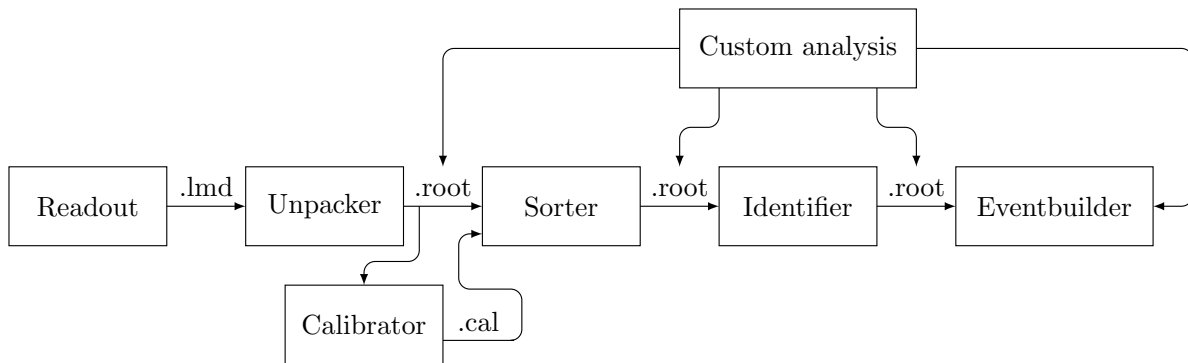 Custom analysis
Readout
.lmd
Unpacker
.root
Sorter
.root
Identifier
.root
Eventbuilder
Calibrator
.cal